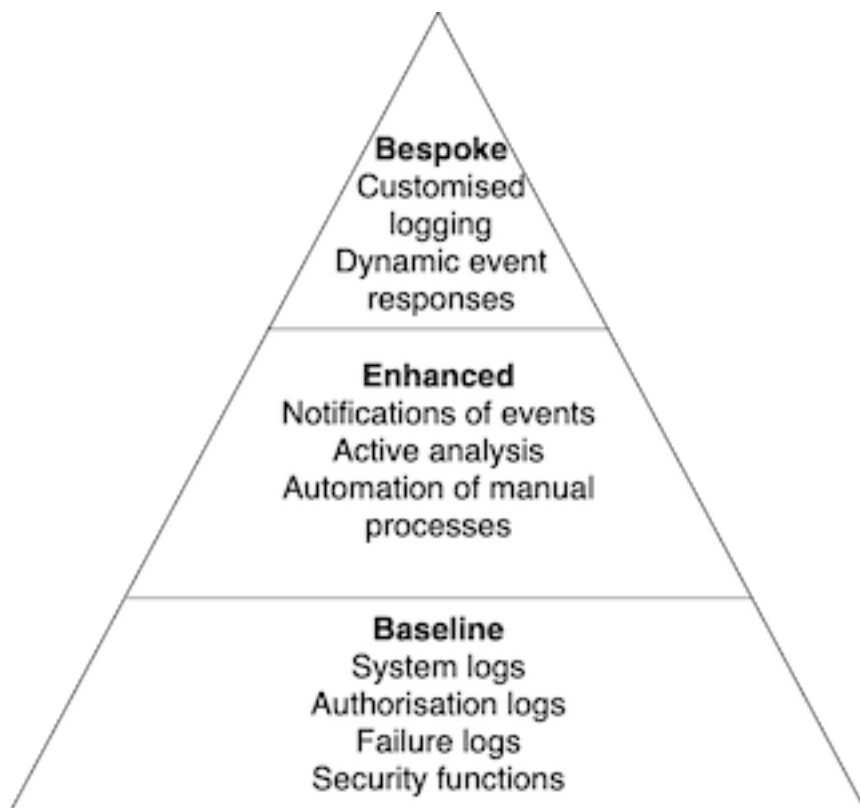 Bespoke
Customised
logging
Dynamic event
responses
Enhanced
Notifications of events
Active analysis
Automation of manual
processes
Baseline
System logs
Authorisation logs
Failure logs
Security functions